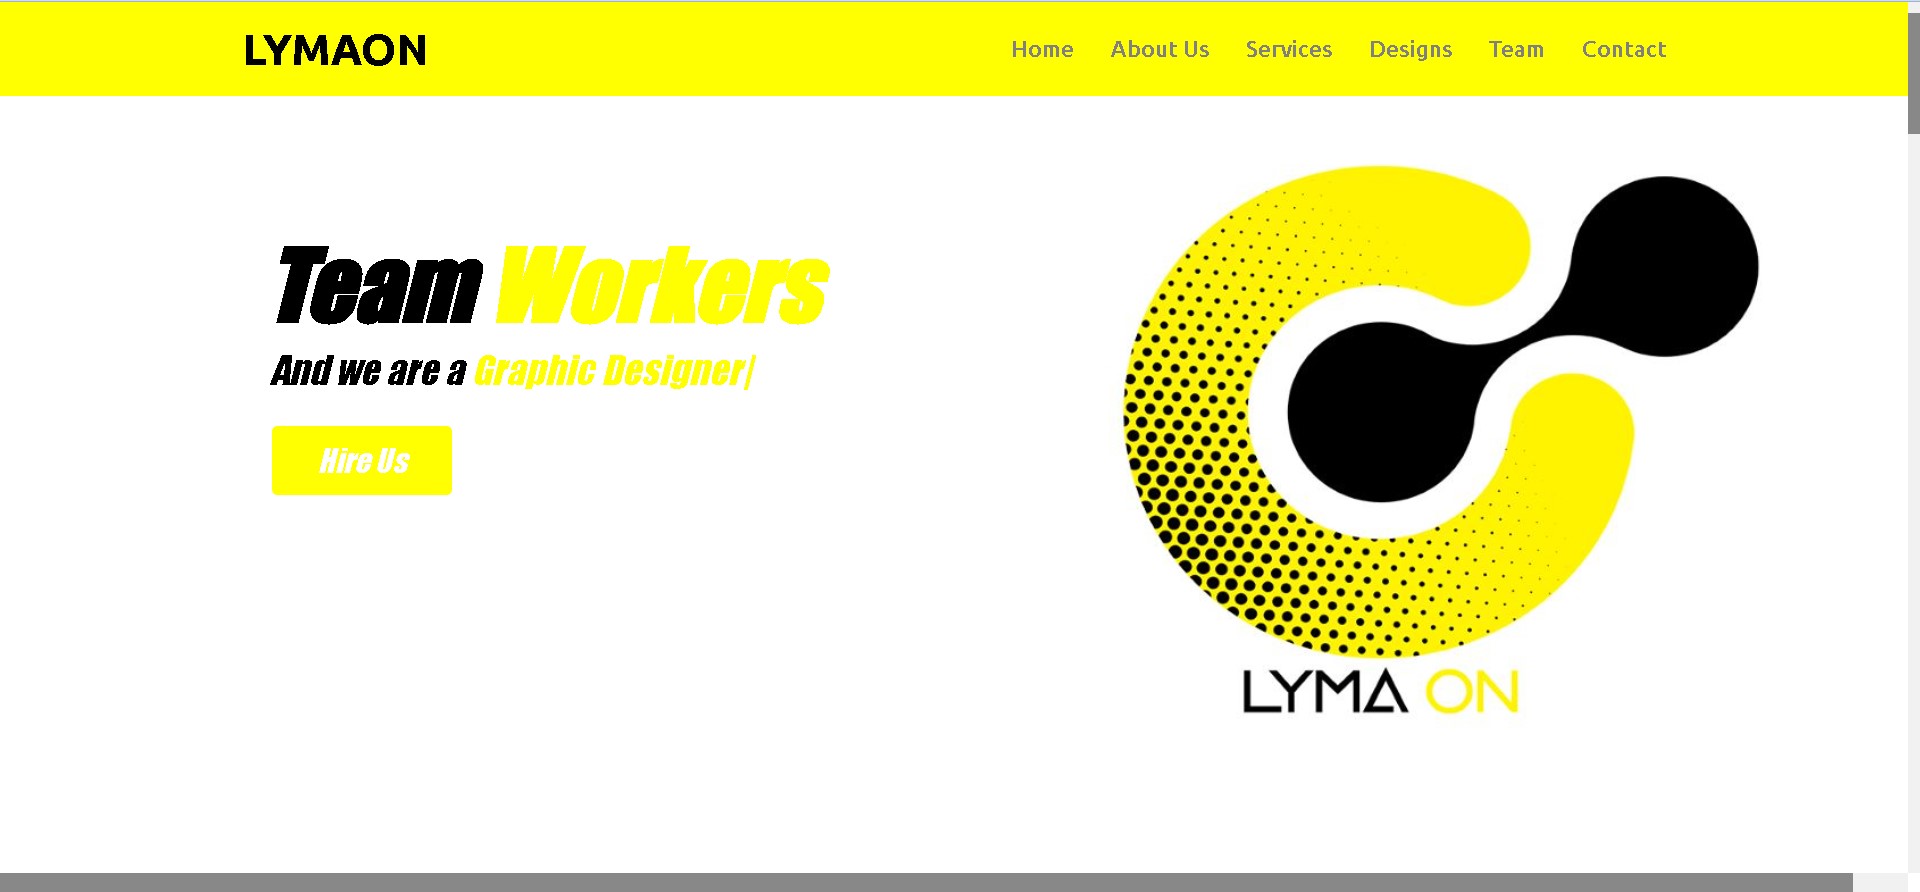 LYMAON
Home About Us Services Designs Team Contact
Team Workers
And we are a Graphic Designer|
Hire Us
LYMA ON